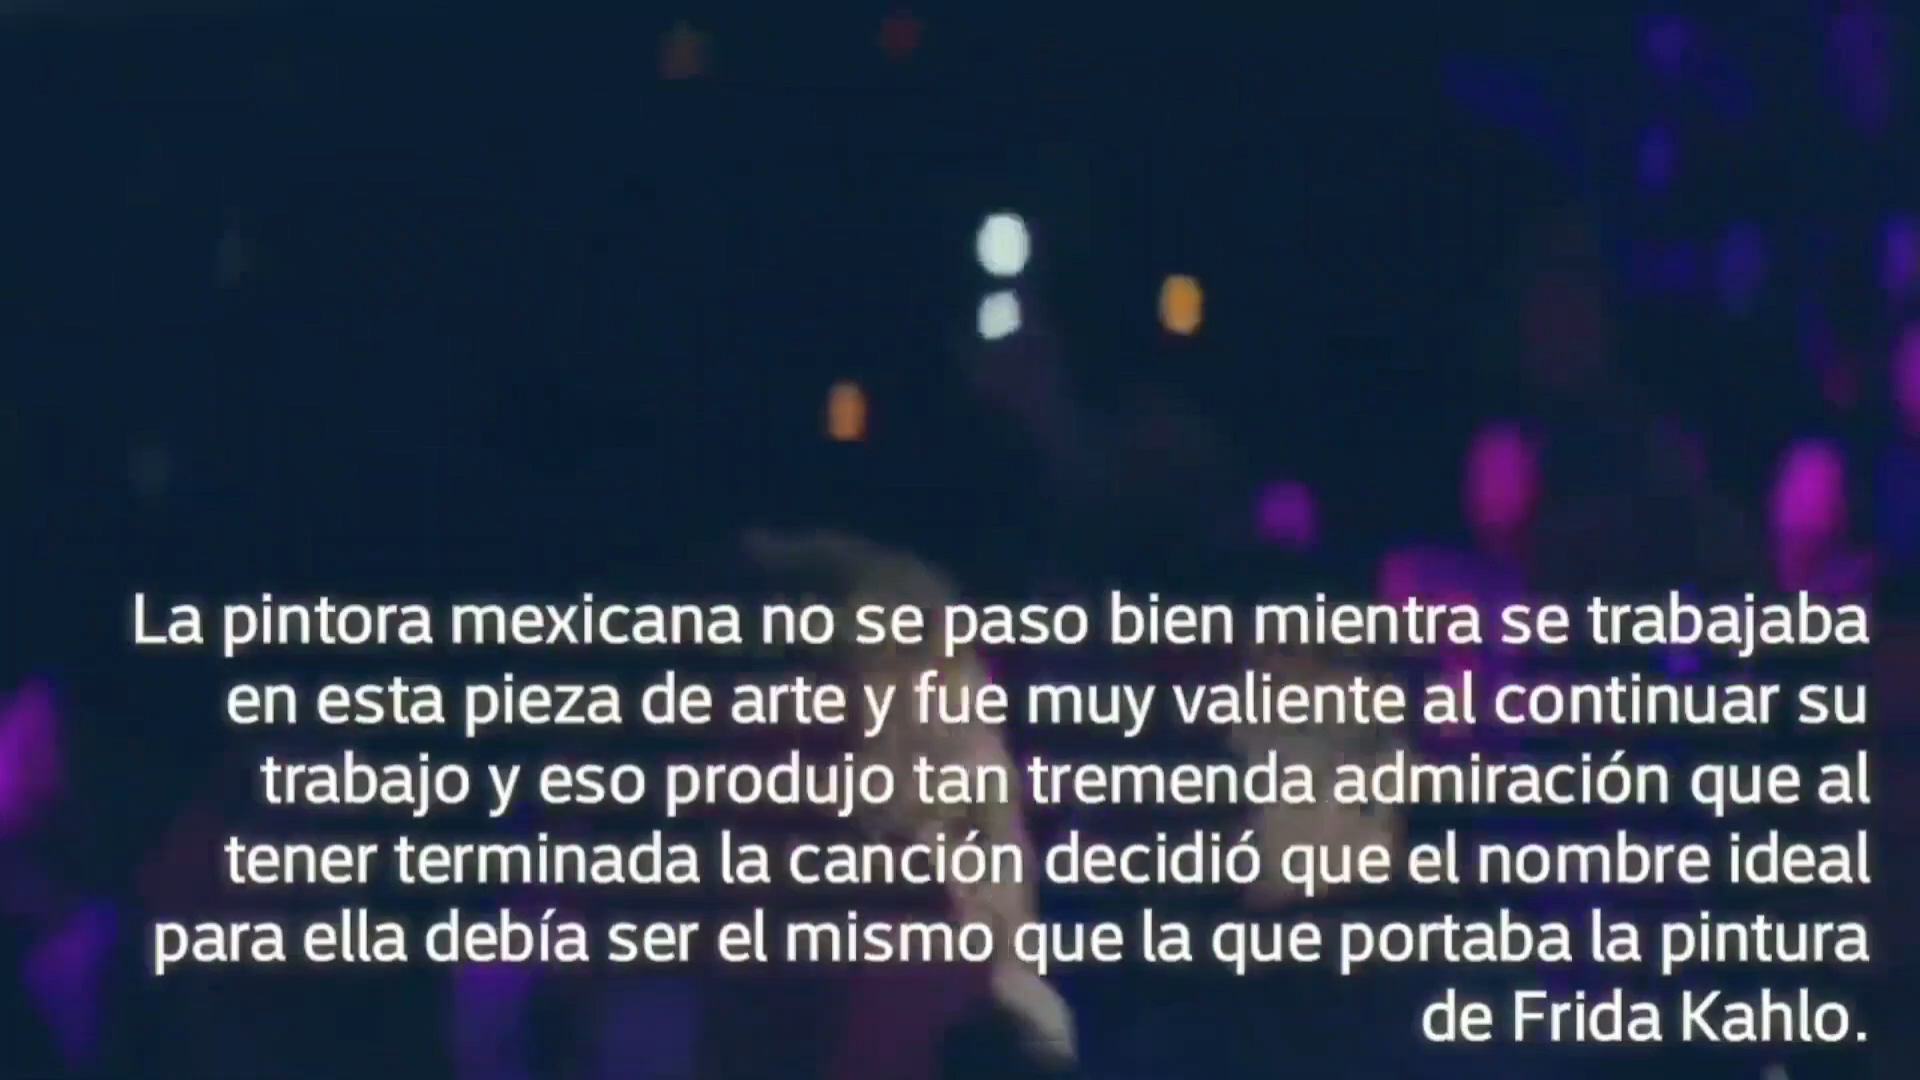 La pintora mexicana no se paso bien mientra se trabajaba
en esta pieza de arte y fue muy valiente al continuar su
trabajo y eso produjo tan tremenda admiración que al
tener terminada la canción decidió que el nombre ideal
para ella debía ser el mismo que la que portaba la pintura
de Frida Kahlo.